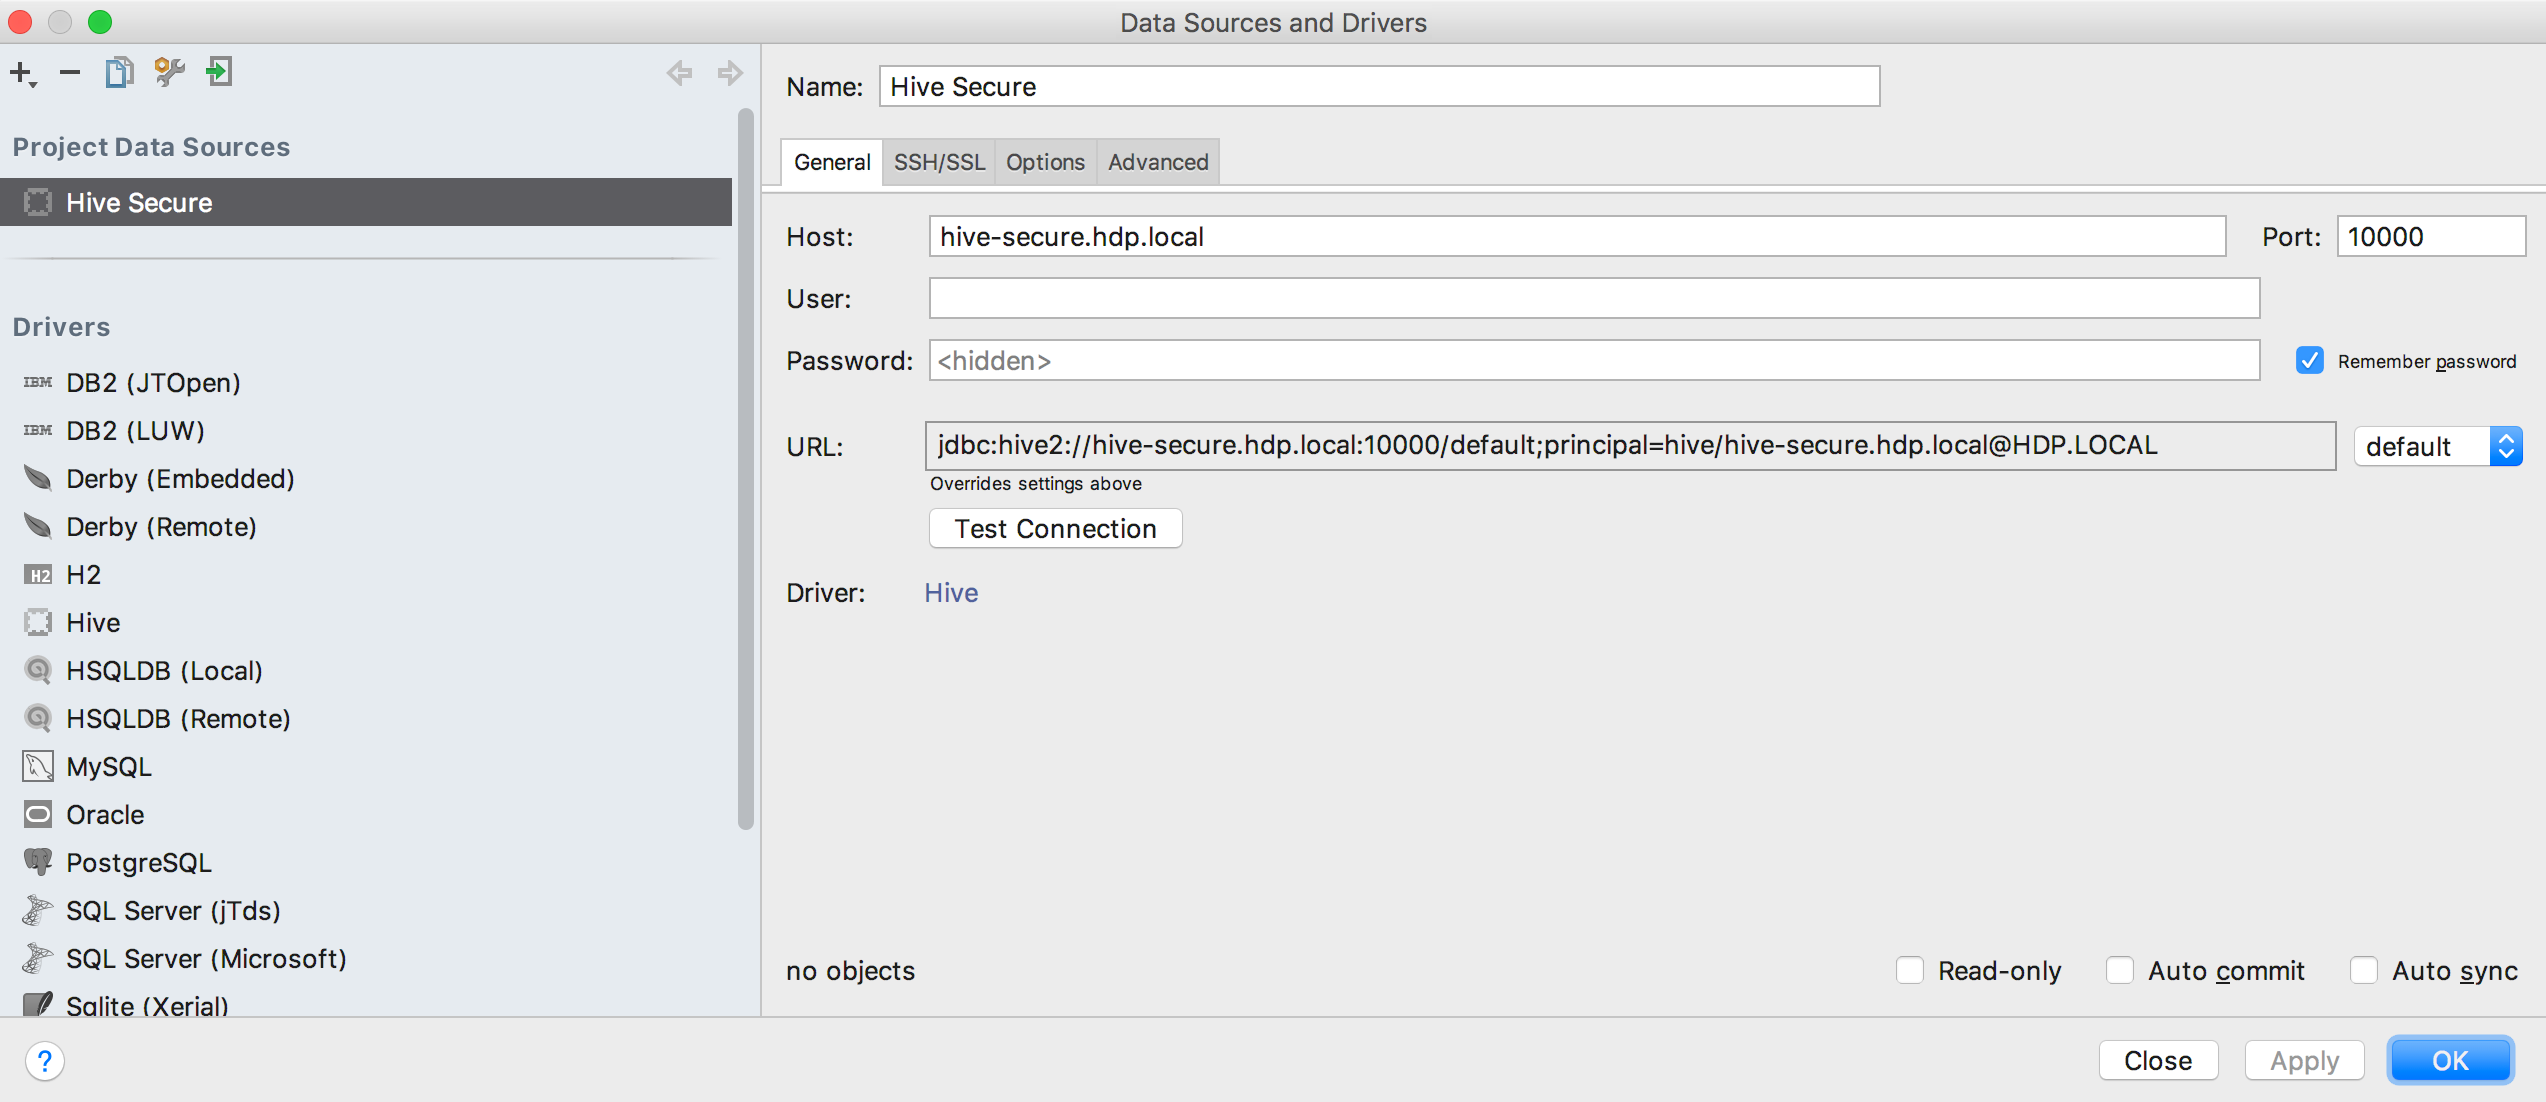 Data Sources and Drivers
Project Data Sources
Hive Secure
Drivers
IBM DB2 (JTOpen)
IBM DB2 (LUW)
Derby (Embedded)
Derby (Remote)
H2 H2
Hive
HSQLDB (Local)
HSQLDB (Remote)
MySQL
Oracle
PostgreSQL
SQL Server (jTds)
SQL Server (Microsoft)
Sqlite (Xerial)
Name: Hive Secure
General SSH/SSL Options Advanced
Host: hive-secure.hdp.local Port: 10000
User:
Password: <hidden> Remember password
URL: jdbc:hive2://hive-secure.hdp.local:10000/default;principal=hive/hive-secure.hdp.local@HDP.LOCAL default
Overrides settings above
Test Connection
Driver: Hive
no objects Read-only Auto commit Auto sync
? Close Apply OK